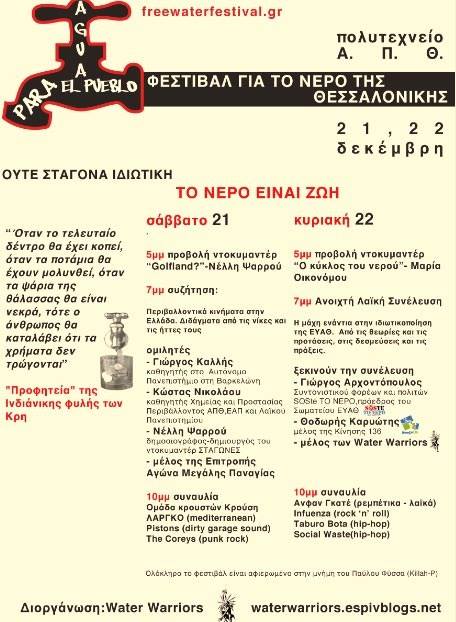 AGUA
PARA EL PUEBLO
freewaterfestival.gr
πολυτεχνείο
Α. Π. Θ.
ΦΕΣΤΙΒΑΛ ΓΙΑ ΤΟ ΝΕΡΟ ΤΗΣ
ΘΕΣΣΑΛΟΝΙΚΗΣ
21,22
δεκέμβρη
ΟΥΤΕ ΣΤΑΓΟΝΑ ΙΔΙΩΤΙΚΗ
ΤΟ ΝΕΡΟ ΕΙΝΑΙ ΖΩΗ
“Όταν το τελευταίο
δέντρο θα έχει κοπεί,
όταν τα ποτάμια θα
έχουν μολυνθεί, όταν
τα ψάρια της
θάλασσας θα είναι
νεκρά, τότε ο
άνθρωπος θα
καταλάβει ότι τα
χρήματα δεν
τρώγονται”
"Προφητεία" της
Ινδιάνικης φυλής των
Κρη
σάββατο 21
5μμ προβολή ντοκυμαντέρ
“Golfland?”-Νέλλη Ψαρρού
7μμ συζήτηση:
Περιβαλλοντικά κινήματα στην
Ελλάδα. Διδάγματα από τις νίκες και
τις ήττες τους
ομιλητές
- Γιώργος Καλλής
καθηγητής στο Αυτονομο
Πανεπιστήμιο στη Βαρκελώνη
- Κώστας Νικολάου
καθηγητής Χημείας και Προστασίας
Περιβάλλοντος ΑΠΘ,ΕΑΠ και Λαϊκού
Πανεπιστημίου
- Νέλλη Ψαρρού
δημοσιογράφος-δημιουργός του
ντοκυμαντέρ ΣΤΑΓΩΝΕΣ
- μέλος της Επιτροπής
Αγώνα Μεγάλης Παναγίας
10μμ συναυλία
Ομάδα κρουστών Κρούση
ΛΑΡΓΚΟ (mediterranean)
Pistons (dirty garage sound)
The Coreys (punk rock)
κυριακή 22
5μμ προβολή ντοκυμαντέρ
“Ο κύκλος του νερού”- Μαρία
Οικονόμου
7μμ Ανοιχτή Λαϊκή Συνέλευση
Η μάχη ενάντια στην ιδιωτικοποίηση
της ΕΥΑΘ. Από τις θεωρίες και τις
προτάσεις, στις δεσμεύσεις και τις
πράξεις.
ξεκινούν την συνέλευση
- Γιώργος Αρχοντόπουλος
Συντονιστικού φορέων και πολιτών
SOSτε ΤΟ ΝΕΡΟ,πρόεδρος του
Σωματείου ΕΥΑΘ
- Θοδωρής Καρυώτης
μέλος της Κίνησης 136
- μέλος των Water Warriors
10μμ συναυλία
Ανφαν Γκατέ (ρεμπέτικα - λαϊκά)
Infuenza (rock ‘n’ roll)
Taburo Bota (hip-hop)
Social Waste(hip-hop)
Ολόκληρο το φεστιβάλ είναι αφιερωμένο στην μνήμη του Παύλου Φύσσα (Killah-P)
Διοργάνωση:Water Warriors
waterwarriors.espivblogs.net